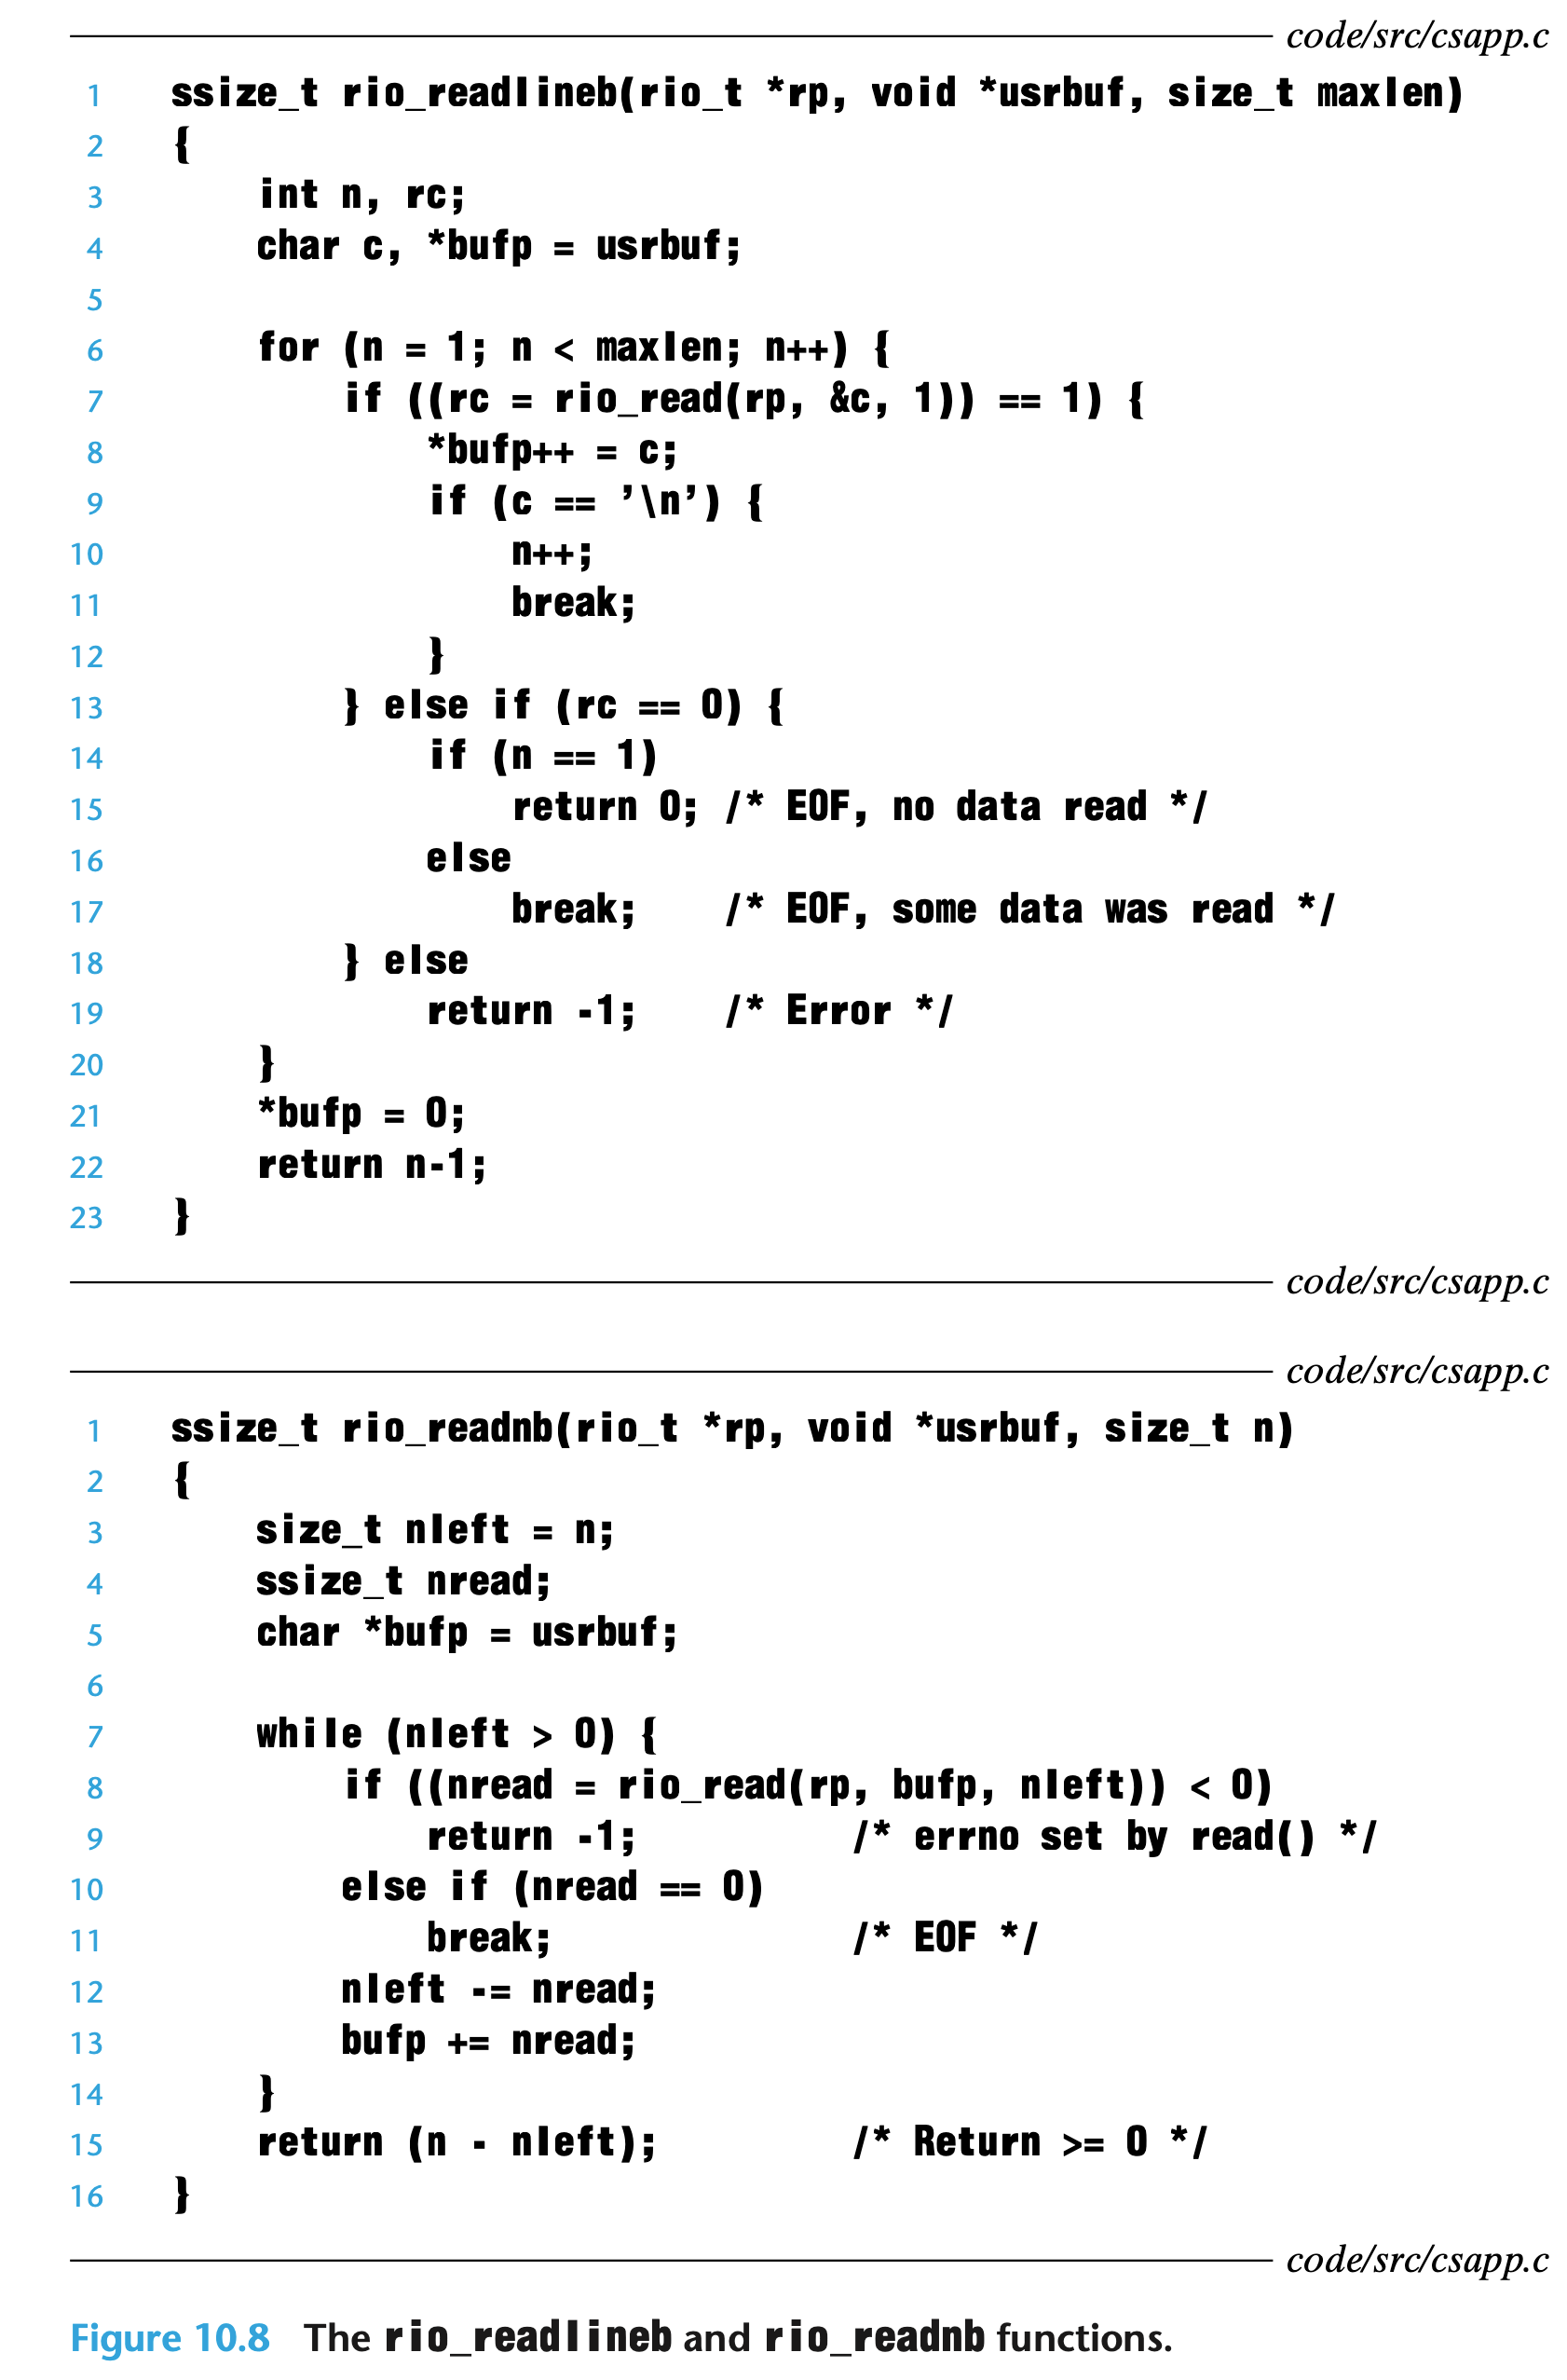 code/src/csapp.c
1 ssize_t rio_readlineb(rio_t *rp, void *usrbuf, size_t maxlen)
2 {
3     int n, rc;
4     char c, *bufp = usrbuf;
5
6     for (n = 1; n < maxlen; n++) {
7         if ((rc = rio_read(rp, &c, 1)) == 1) {
8             *bufp++ = c;
9             if (c == ’\n’) {
10                 n++;
11                 break;
12             }
13         } else if (rc == 0) {
14             if (n == 1)
15                 return 0; /* EOF, no data read */
16             else
17                 break;    /* EOF, some data was read */
18         } else
19             return -1;    /* Error */
20     }
21     *bufp = 0;
22     return n-1;
23 }
code/src/csapp.c
code/src/csapp.c
1 ssize_t rio_readnb(rio_t *rp, void *usrbuf, size_t n)
2 {
3     size_t nleft = n;
4     ssize_t nread;
5     char *bufp = usrbuf;
6
7     while (nleft > 0) {
8         if ((nread = rio_read(rp, bufp, nleft)) < 0)
9             return -1;          /* errno set by read() */
10         else if (nread == 0)
11             break;              /* EOF */
12         nleft -= nread;
13         bufp += nread;
14     }
15     return (n - nleft);         /* Return >= 0 */
16 }
code/src/csapp.c
Figure 10.8 The rio_readlineb and rio_readnb functions.